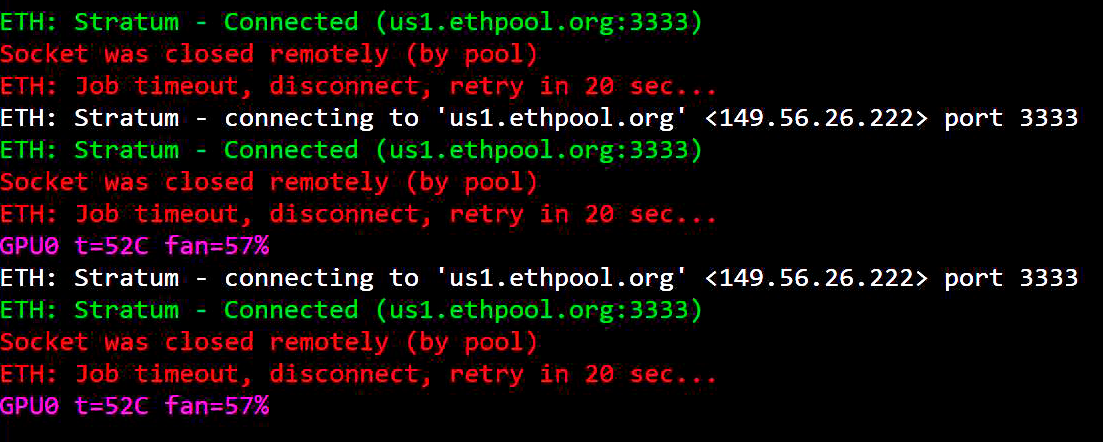 ETH: Stratum - Connected (us1.ethpool.org:3333)
Socket was closed remotely (by pool)
ETH: Job timeout, disconnect, retry in 20 sec...
ETH: Stratum - connecting to 'us1.ethpool.org' <149.56.26.222> port 3333
ETH: Stratum - Connected (us1.ethpool.org:3333)
Socket was closed remotely (by pool)
ETH: Job timeout, disconnect, retry in 20 sec...
GPU0 t=52C fan=57%
ETH: Stratum - connecting to 'us1.ethpool.org' <149.56.26.222> port 3333
ETH: Stratum - Connected (us1.ethpool.org:3333)
Socket was closed remotely (by pool)
ETH: Job timeout, disconnect, retry in 20 sec...
GPU0 t=52C fan=57%